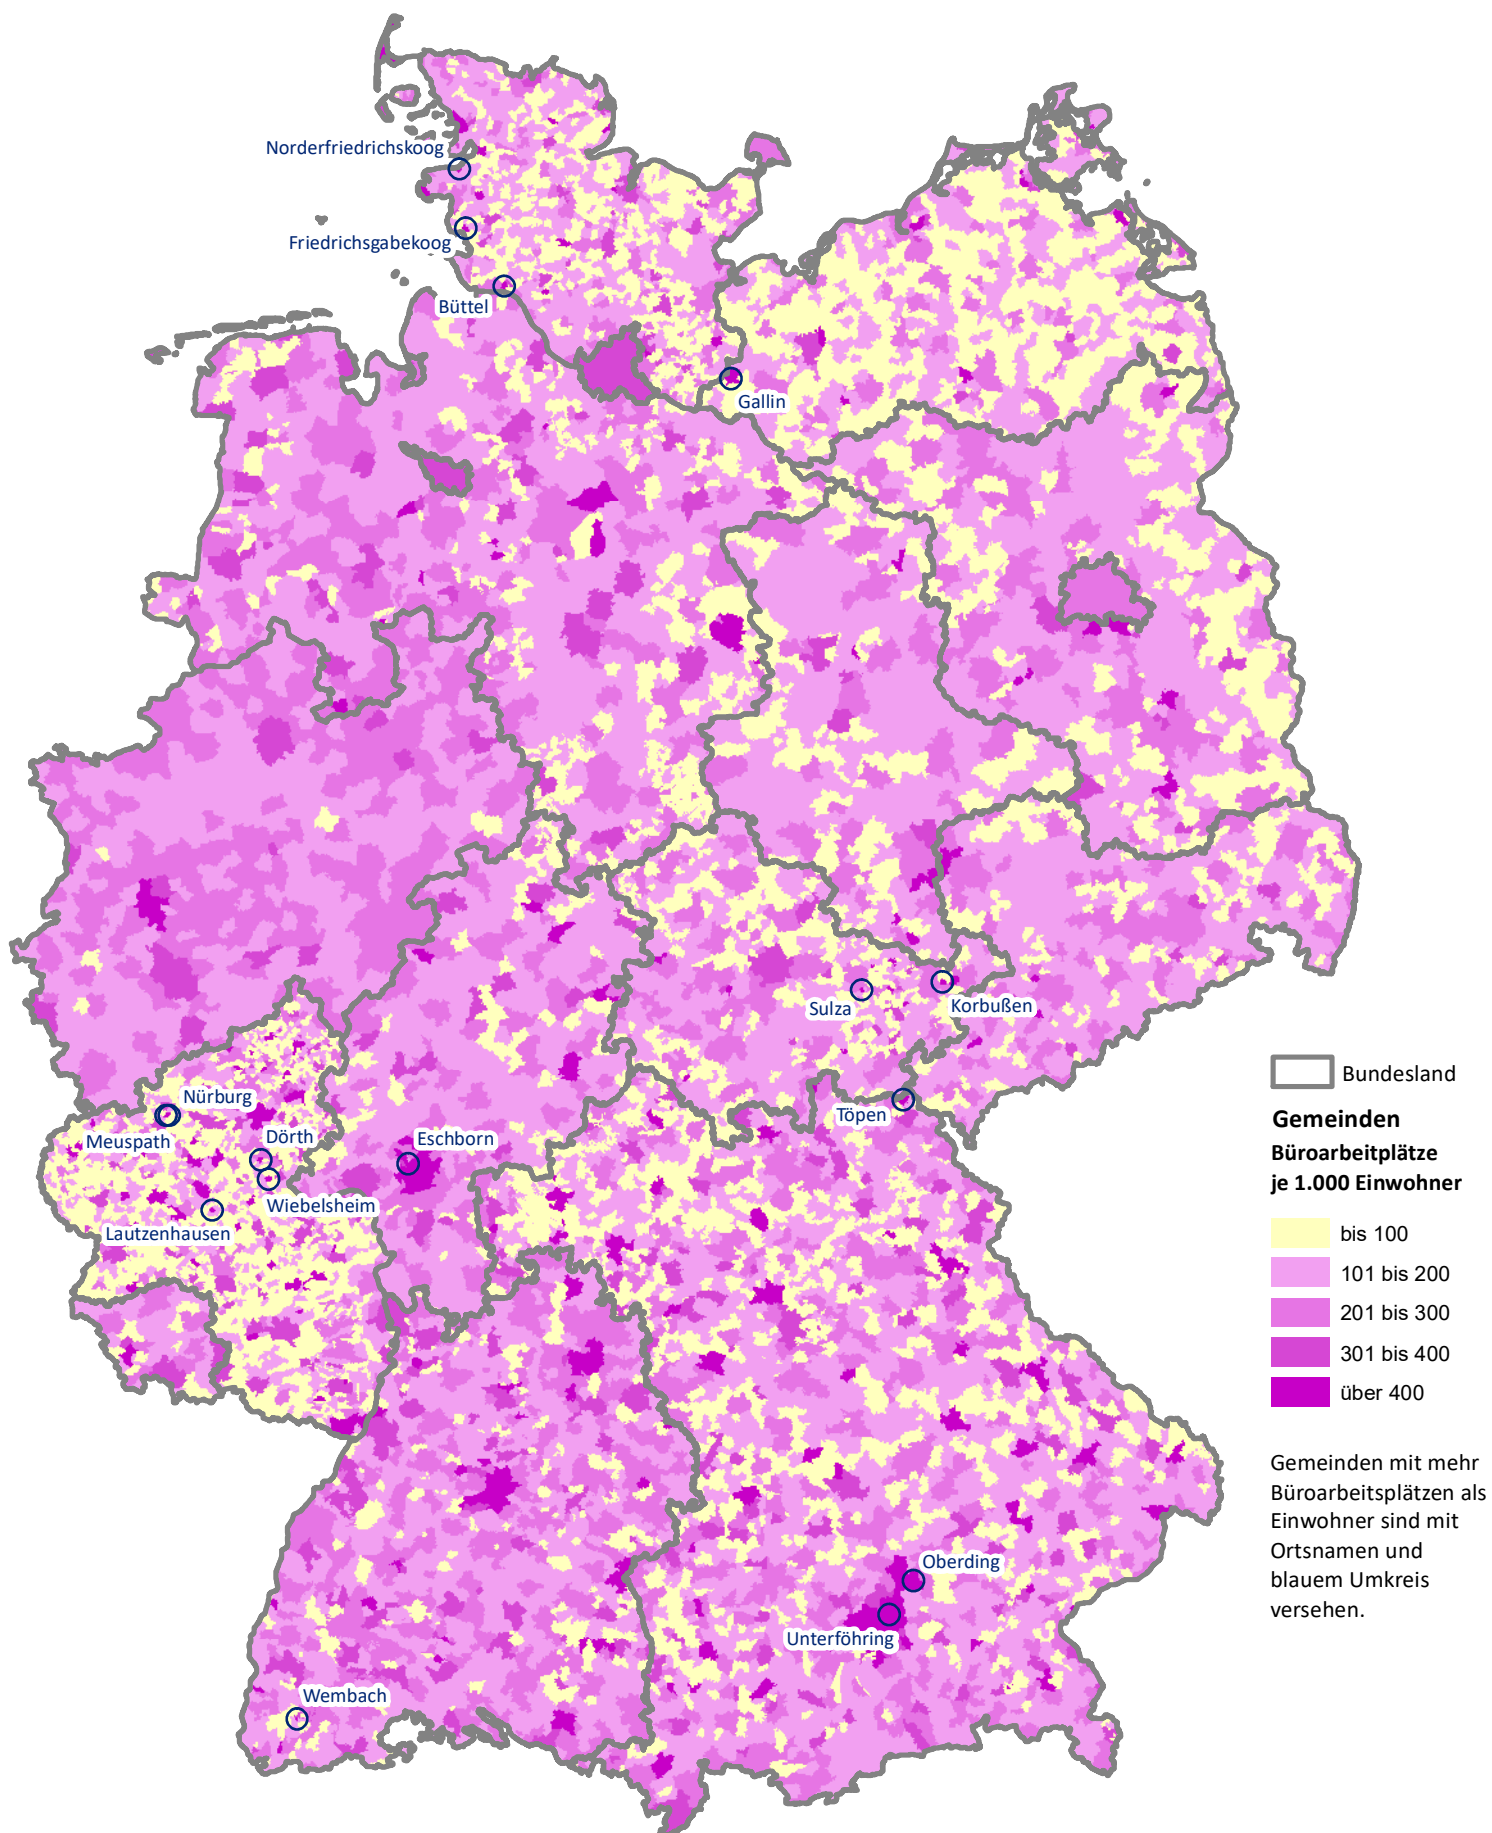 Norderfriedrichskoog
Friedrichsgabekoog
Büttel
Gallin
Sulza
Korbußen
Nürburg
Meuspath
Töpen
Dörth
Eschborn
Wiebelsheim
Lautzenhausen
Oberding
Unterföhring
Wembach
Bundesland
Gemeinden
Büroarbeitplätze
je 1.000 Einwohner
bis 100
101 bis 200
201 bis 300
301 bis 400
über 400
Gemeinden mit mehr
Büroarbeitsplätzen als
Einwohner sind mit
Ortsnamen und
blauem Umkreis
versehen.